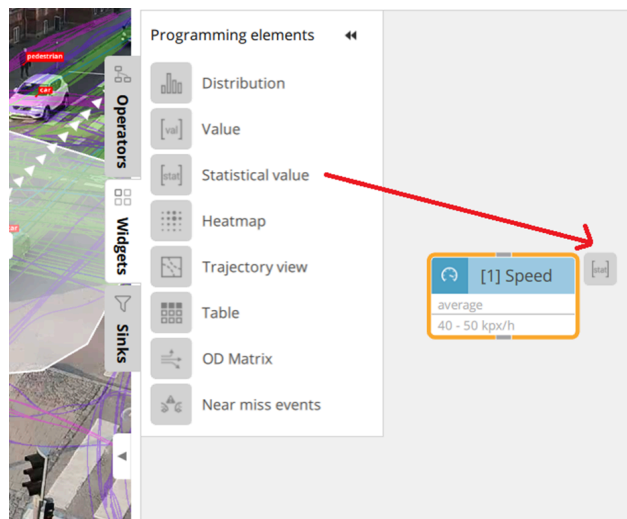 Programming elements
Distribution
[val] Value
[stat] Statistical value
Heatmap
Trajectory view
Table
OD Matrix
Near miss events
Operators
Widgets
Sinks
pedestrian
car
car
[1] Speed
average
40 - 50 kpx/h
[stat]